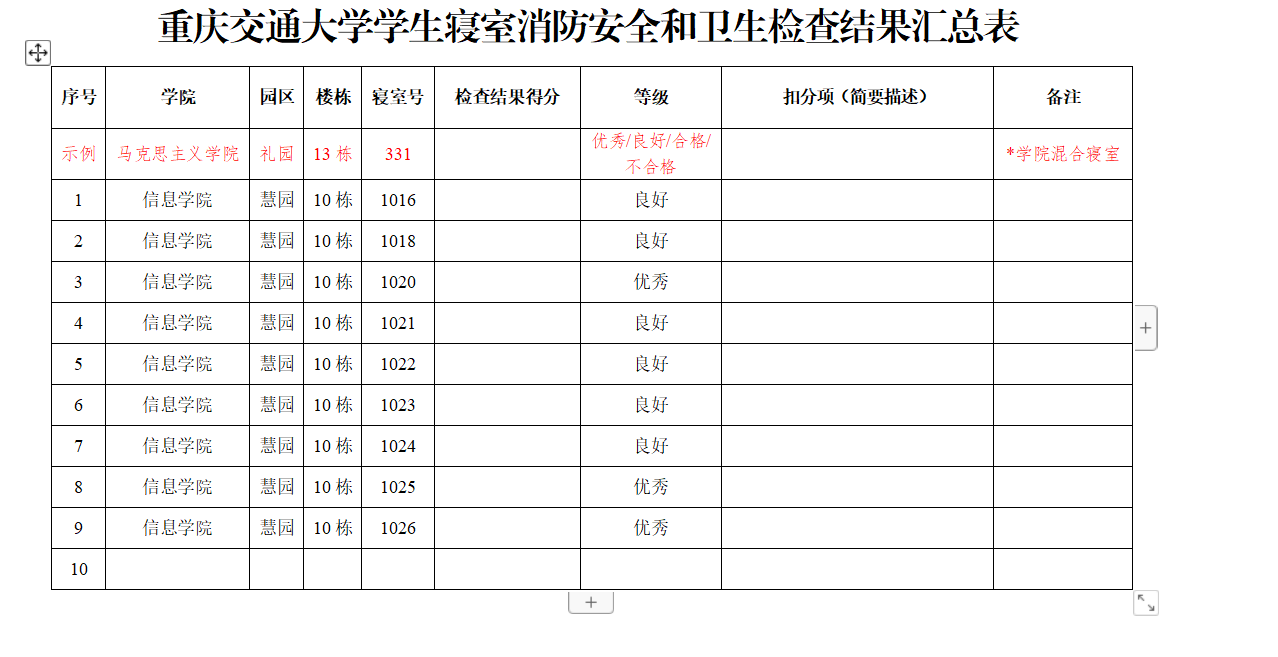 重庆交通大学学生寝室消防安全和卫生检查结果汇总表
序号 学院 园区 楼栋 寝室号 检查结果得分 等级 扣分项（简要描述） 备注
示例 马克思主义学院 礼园 13 栋 331 优秀/良好/合格/ *学院混合寝室
不合格
1 信息学院 慧园 10 栋 1016 良好
2 信息学院 慧园 10 栋 1018 良好
3 信息学院 慧园 10 栋 1020 优秀
4 信息学院 慧园 10 栋 1021 良好
5 信息学院 慧园 10 栋 1022 良好
6 信息学院 慧园 10 栋 1023 良好
7 信息学院 慧园 10 栋 1024 良好
8 信息学院 慧园 10 栋 1025 优秀
9 信息学院 慧园 10 栋 1026 优秀
10